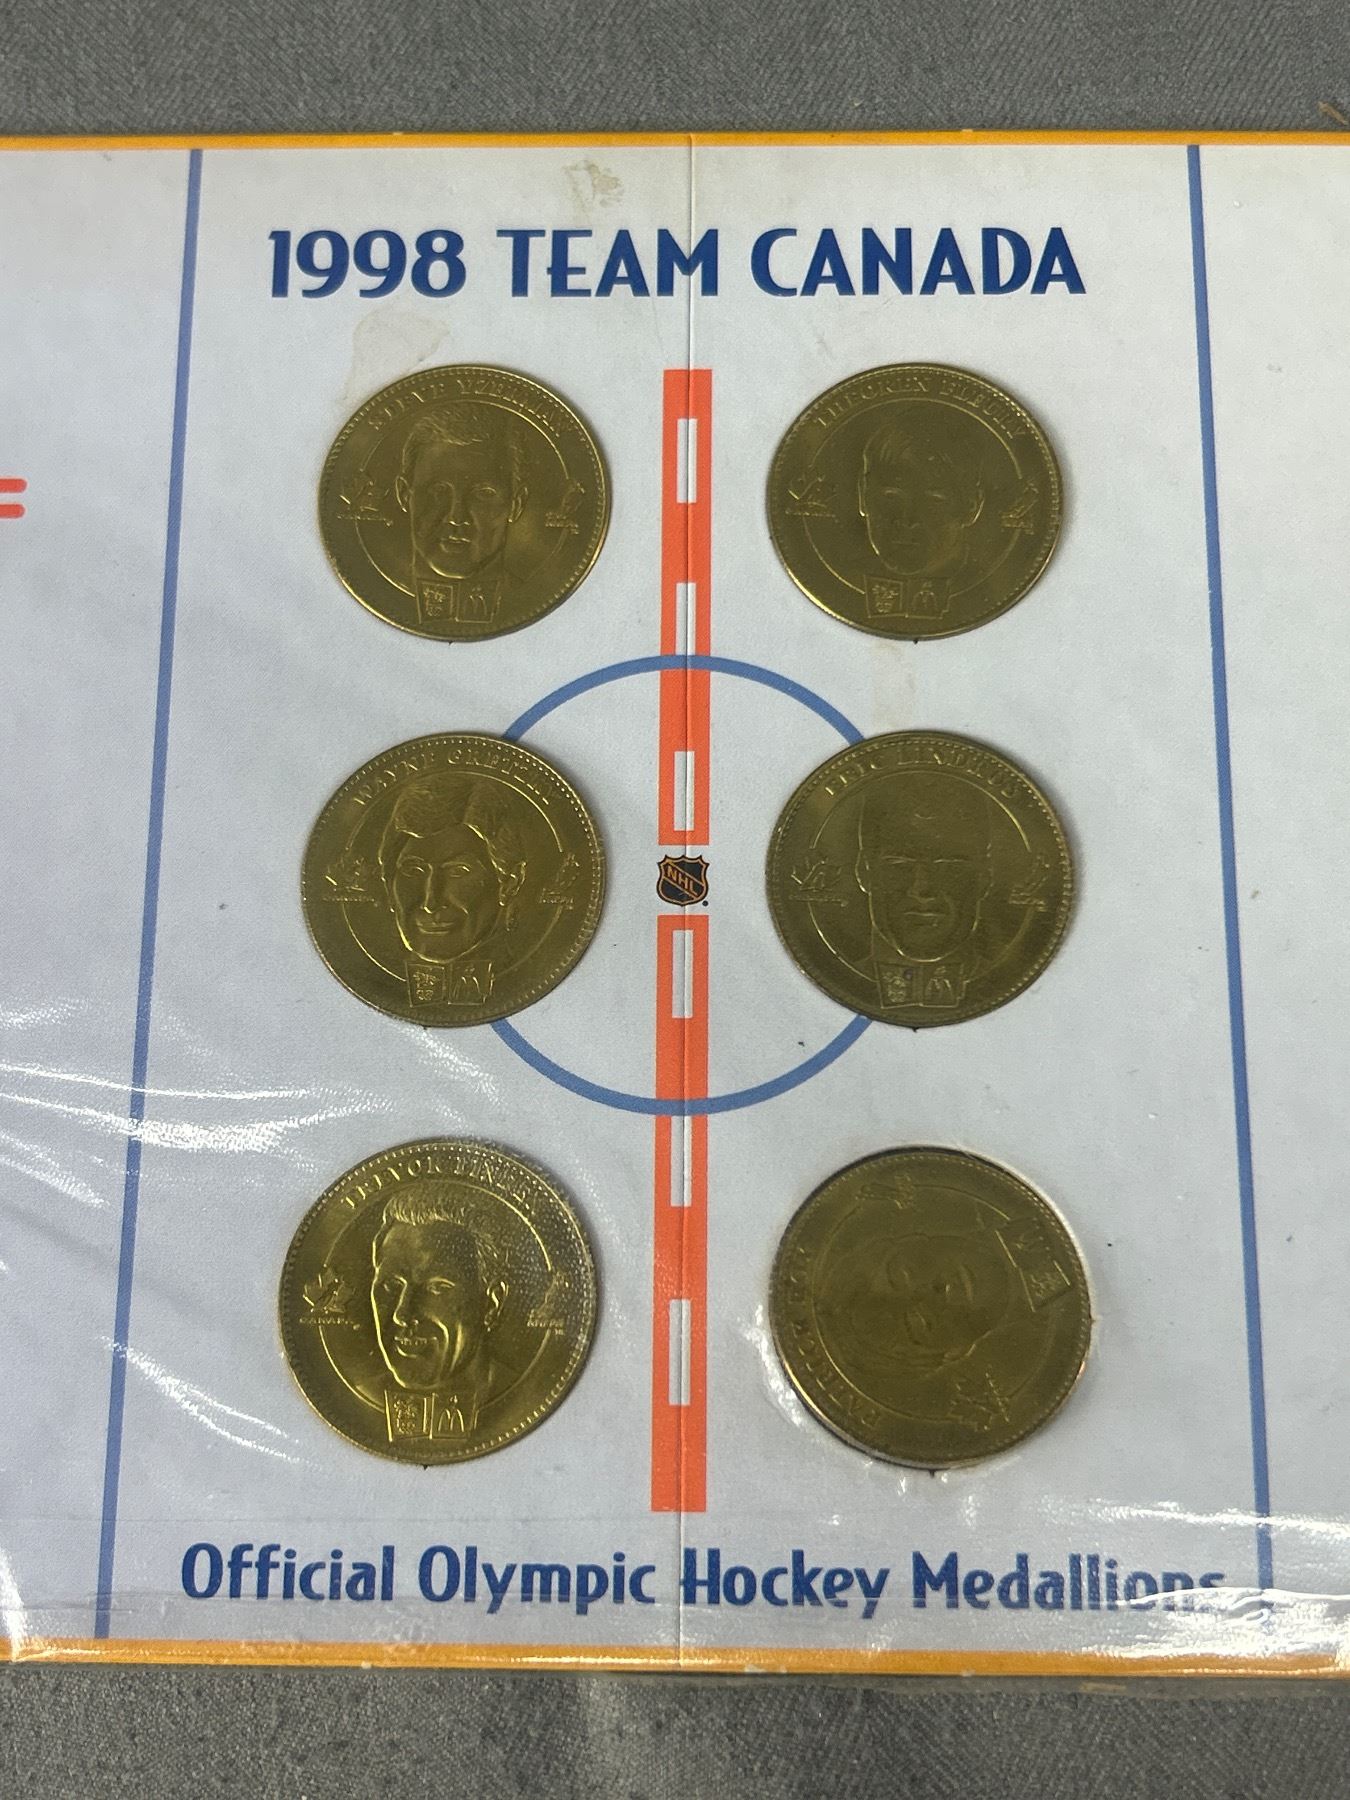 1998 TEAM CANADA
STEVE YZERMAN
THEOREN FLEURY
WAYNE GRETZKY
ERIC LINDROS
NHL
TREVOR LINDEN
CANADA
PATRICK ROY
Official Olympic Hockey Medallions